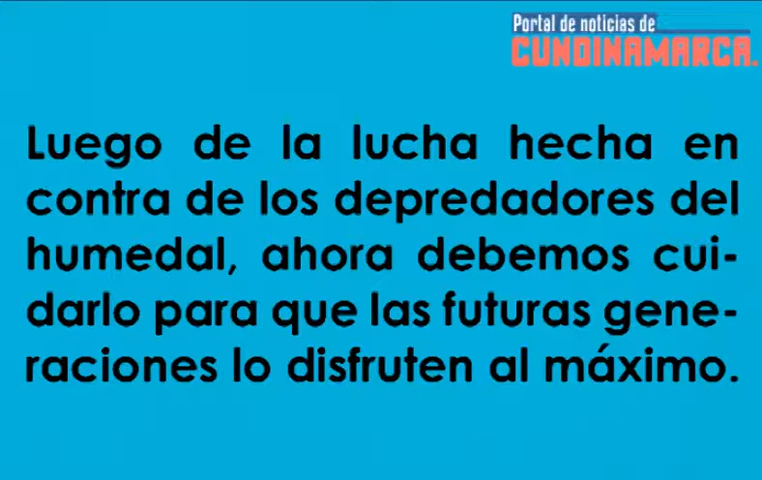 Portal de noticias de
CUNDINAMARCA.
Luego de la lucha hecha en
contra de los depredadores del
humedal, ahora debemos cui-
darlo para que las futuras gene-
raciones lo disfruten al máximo.